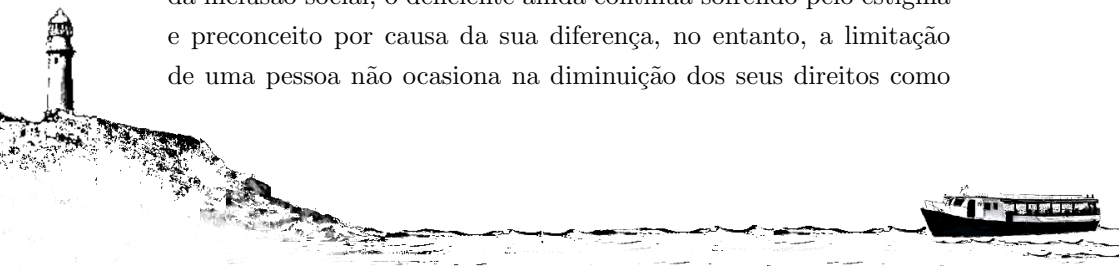 da inclusão social, o deficiente ainda continua sofrendo pelo estigma
e preconceito por causa da sua diferença, no entanto, a limitação
de uma pessoa não ocasiona na diminuição dos seus direitos como